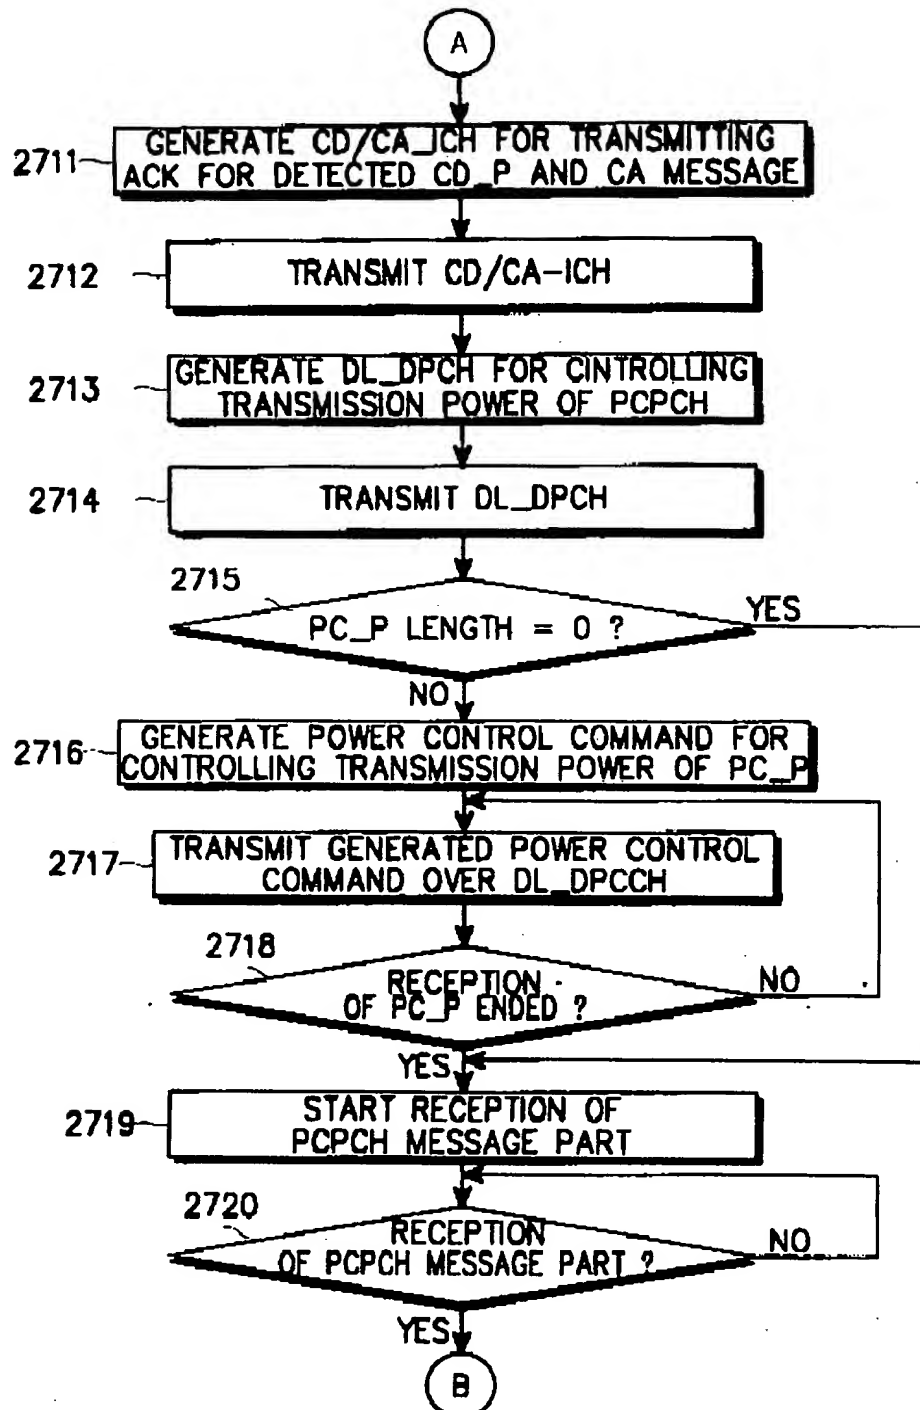 A
2711
GENERATE CD/CA_ICH FOR TRANSMITTING
ACK FOR DETECTED CD_P AND CA MESSAGE
2712
TRANSMIT CD/CA-ICH
2713
GENERATE DL_DPCH FOR CINTROLLING
TRANSMISSION POWER OF PCPCH
2714
TRANSMIT DL_DPCH
2715
PC_P LENGTH = 0 ?
YES
NO
2716
GENERATE POWER CONTROL COMMAND FOR
CONTROLLING TRANSMISSION POWER OF PC_P
2717
TRANSMIT GENERATED POWER CONTROL
COMMAND OVER DL_DPCCH
2718
RECEPTION
OF PC_P ENDED ?
NO
YES
2719
START RECEPTION OF
PCPCH MESSAGE PART
2720
RECEPTION
OF PCPCH MESSAGE PART ?
NO
YES
B